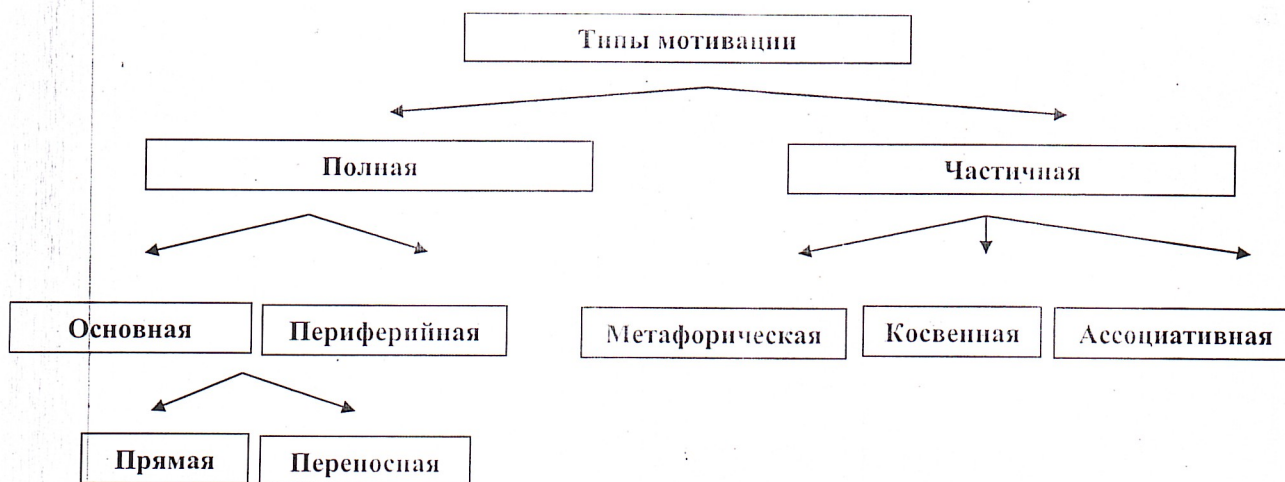 Типы мотивации
Полная
Частичная
Основная
Периферийная
Метафорическая
Косвенная
Ассоциативная
Прямая
Переносная